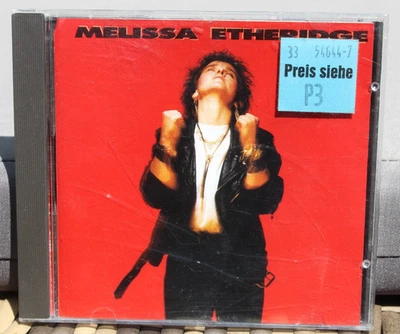 MELISSA ETHERIDGE
33 54644-7
Preis siehe
P3